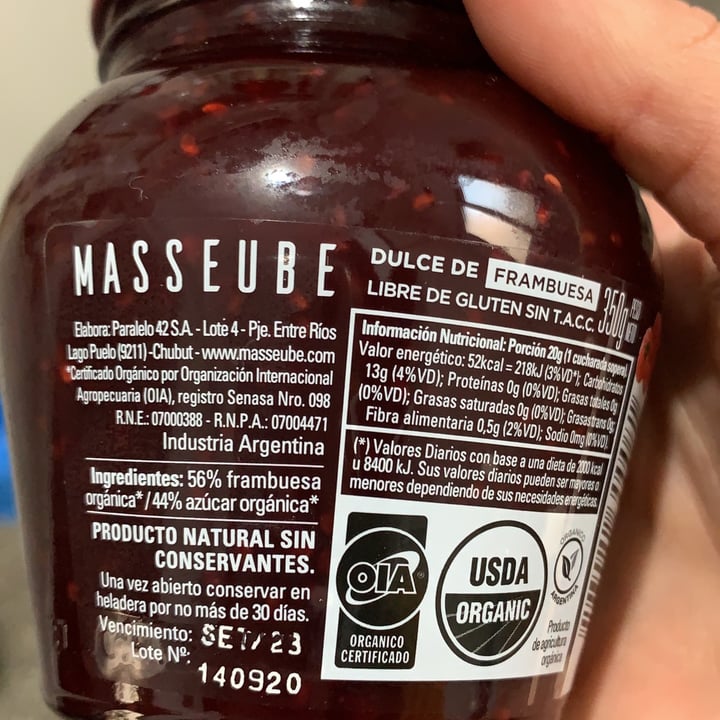 MASSEUBE
Elabora: Paralelo 42 S.A. - Lote 4 - Pje. Entre Ríos
Lago Puelo (9211) - Chubut - www.masseube.com
*Certificado Orgánico por Organización Internacional
Agropecuaria (OIA), registro Senasa Nro. 098
R.N.E.: 07000388 - R.N.P.A.: 07004471
Industria Argentina
Ingredientes: 56% frambuesa
orgánica* / 44% azúcar orgánica*
PRODUCTO NATURAL SIN
CONSERVANTES.
Una vez abierto conservar en
heladera por no más de 30 días.
Vencimiento: SET/23
Lote Nº:
140920
DULCE DE FRAMBUESA
LIBRE DE GLUTEN SIN T.A.C.C.
350g PESO
NETO
Información Nutricional: Porción 20g (1 cucharada sopera).
Valor energético: 52kcal = 218kJ (3%VD*); Carbohidratos
13g (4%VD); Proteínas 0g (0%VD); Grasas totales 0g
(0%VD); Grasas saturadas 0g (0%VD); Grasas trans 0g;
Fibra alimentaria 0,5g (2%VD); Sodio 0mg (0%VD).
(*) Valores Diarios con base a una dieta de 2000 kcal
u 8400 kJ. Sus valores diarios pueden ser mayores o
menores dependiendo de sus necesidades energéticas.
OIA®
ORGANICO
CERTIFICADO
USDA
ORGANIC
ORGANICO
ARGENTINA
Producto
de agricultura
orgánica